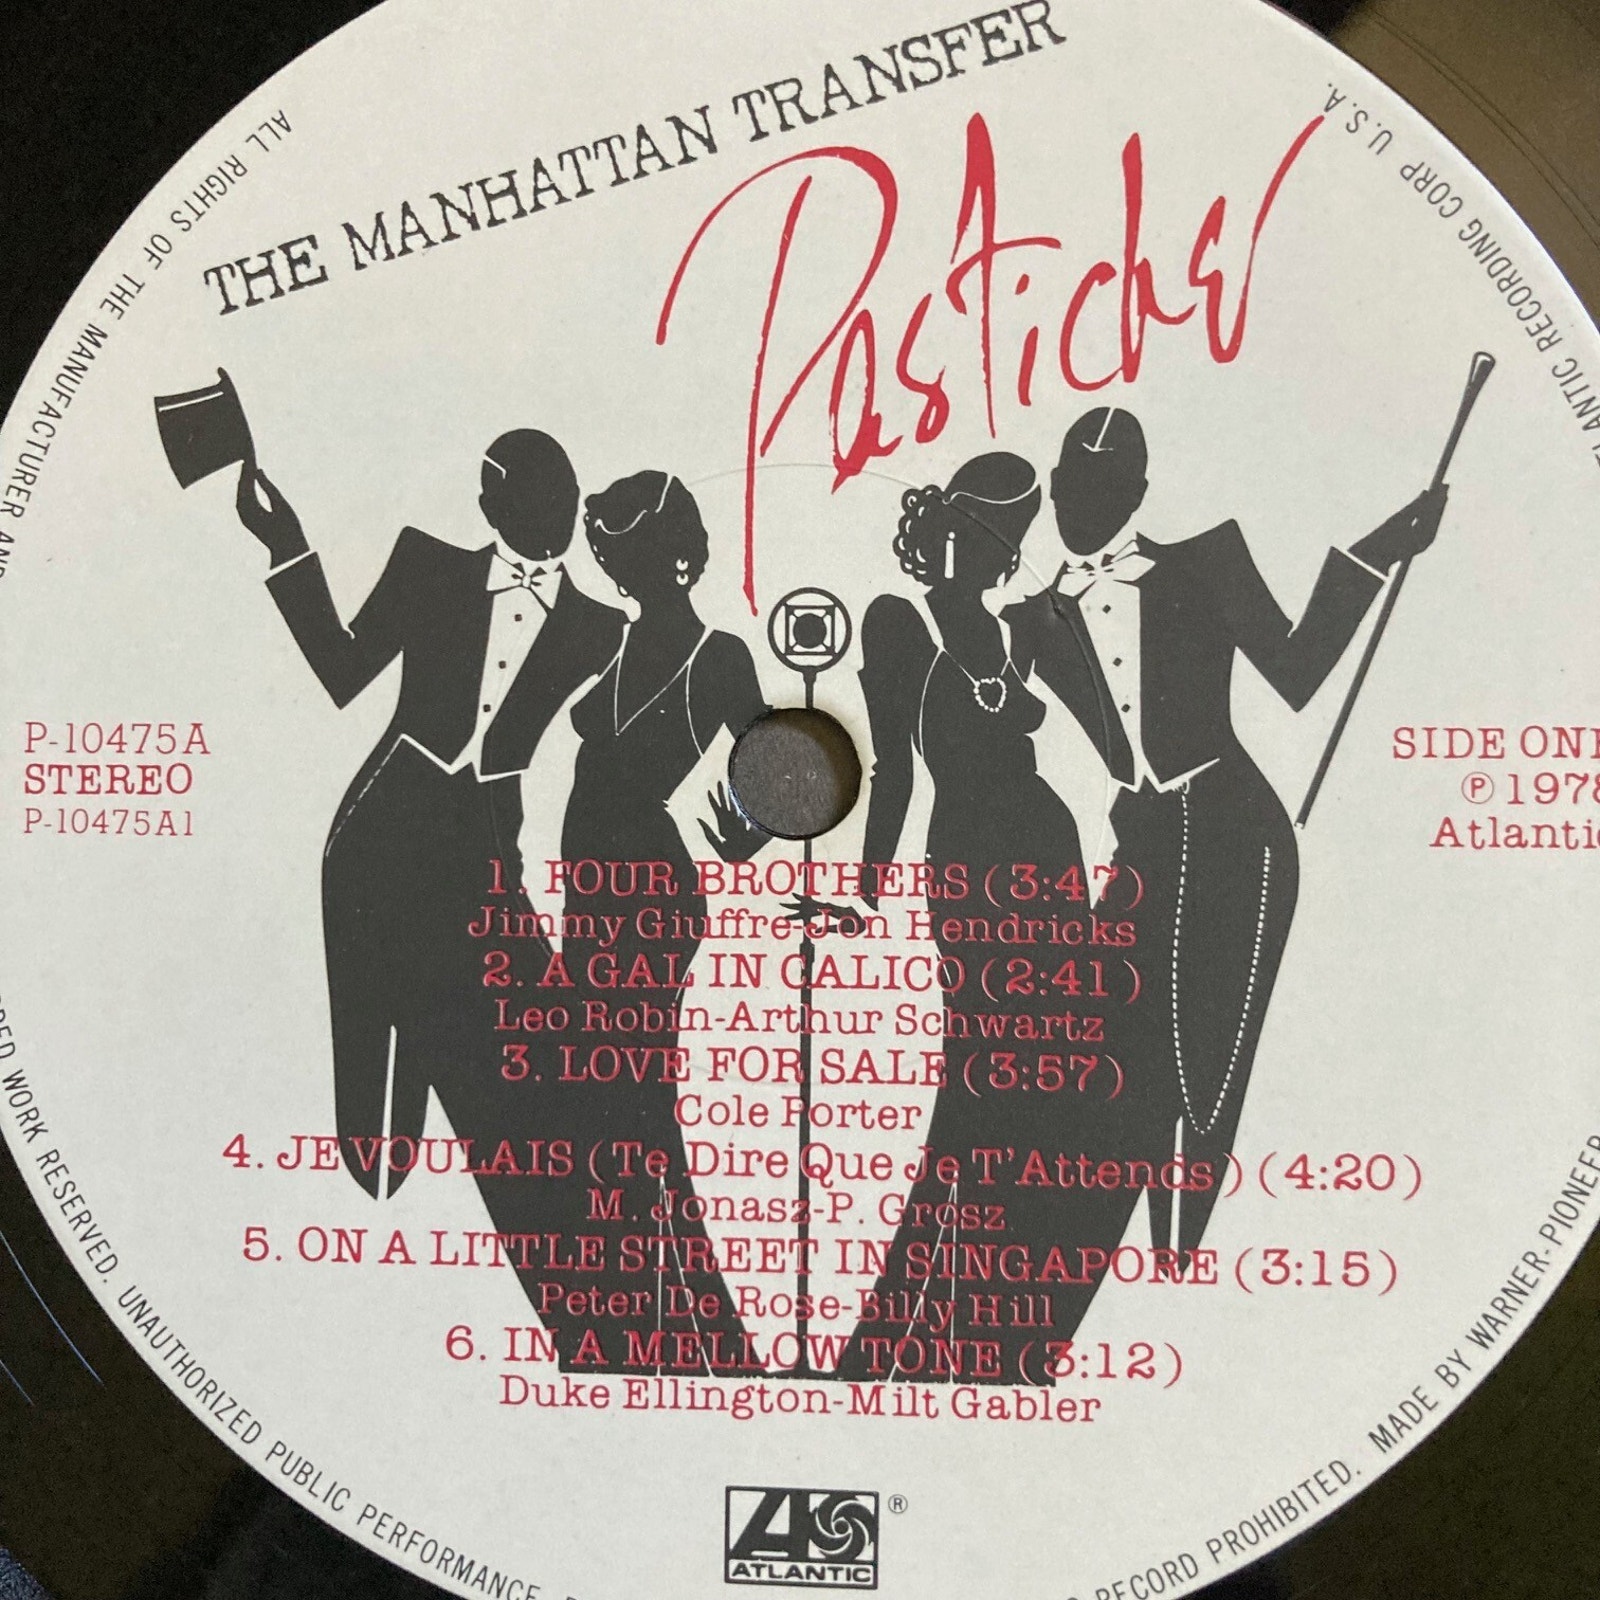 THE MANHATTAN TRANSFER
Pastiche
P-10475A
STEREO
P-10475A1
SIDE ONE
℗ 1978
Atlantic
1. FOUR BROTHERS (3:47)
Jimmy Giuffre-Jon Hendricks
2. A GAL IN CALICO (2:41)
Leo Robin-Arthur Schwartz
3. LOVE FOR SALE (3:57)
Cole Porter
4. JE VOULAIS (Te Dire Que Je T'Attends) (4:20)
M. Jonasz-P. Grosz
5. ON A LITTLE STREET IN SINGAPORE (3:15)
Peter De Rose-Billy Hill
6. IN A MELLOW TONE (3:12)
Duke Ellington-Milt Gabler
ATLANTIC ®
ALL RIGHTS OF THE MANUFACTURER AND
WORK RESERVED. UNAUTHORIZED PUBLIC PERFORMANCE
RECORD PROHIBITED. MADE BY WARNER-PIONEER
ATLANTIC RECORDING CORP U.S.A.